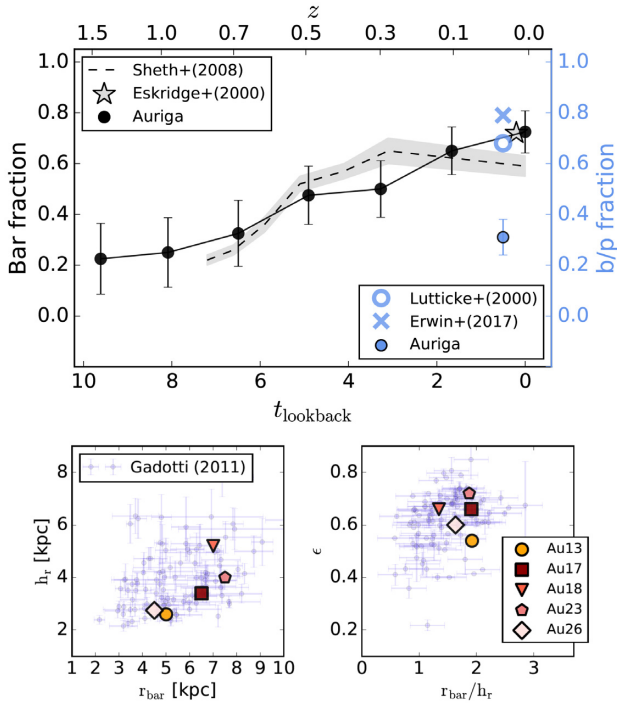 z
1.5 1.0 0.7 0.5 0.3 0.1 0.0
Sheth+(2008)
Eskridge+(2000)
Auriga
Bar fraction
1.0
0.8
0.6
0.4
0.2
0.0
b/p fraction
1.0
0.8
0.6
0.4
0.2
0.0
Lutticke+(2000)
Erwin+(2017)
Auriga
10 8 6 4 2 0
t_lookback
Gadotti (2011)
h_r [kpc]
8
6
4
2
1 2 3 4 5 6 7 8 9 10
r_bar [kpc]
ϵ
0.8
0.6
0.4
0.2
Au13
Au17
Au18
Au23
Au26
0 1 2 3
r_bar/h_r